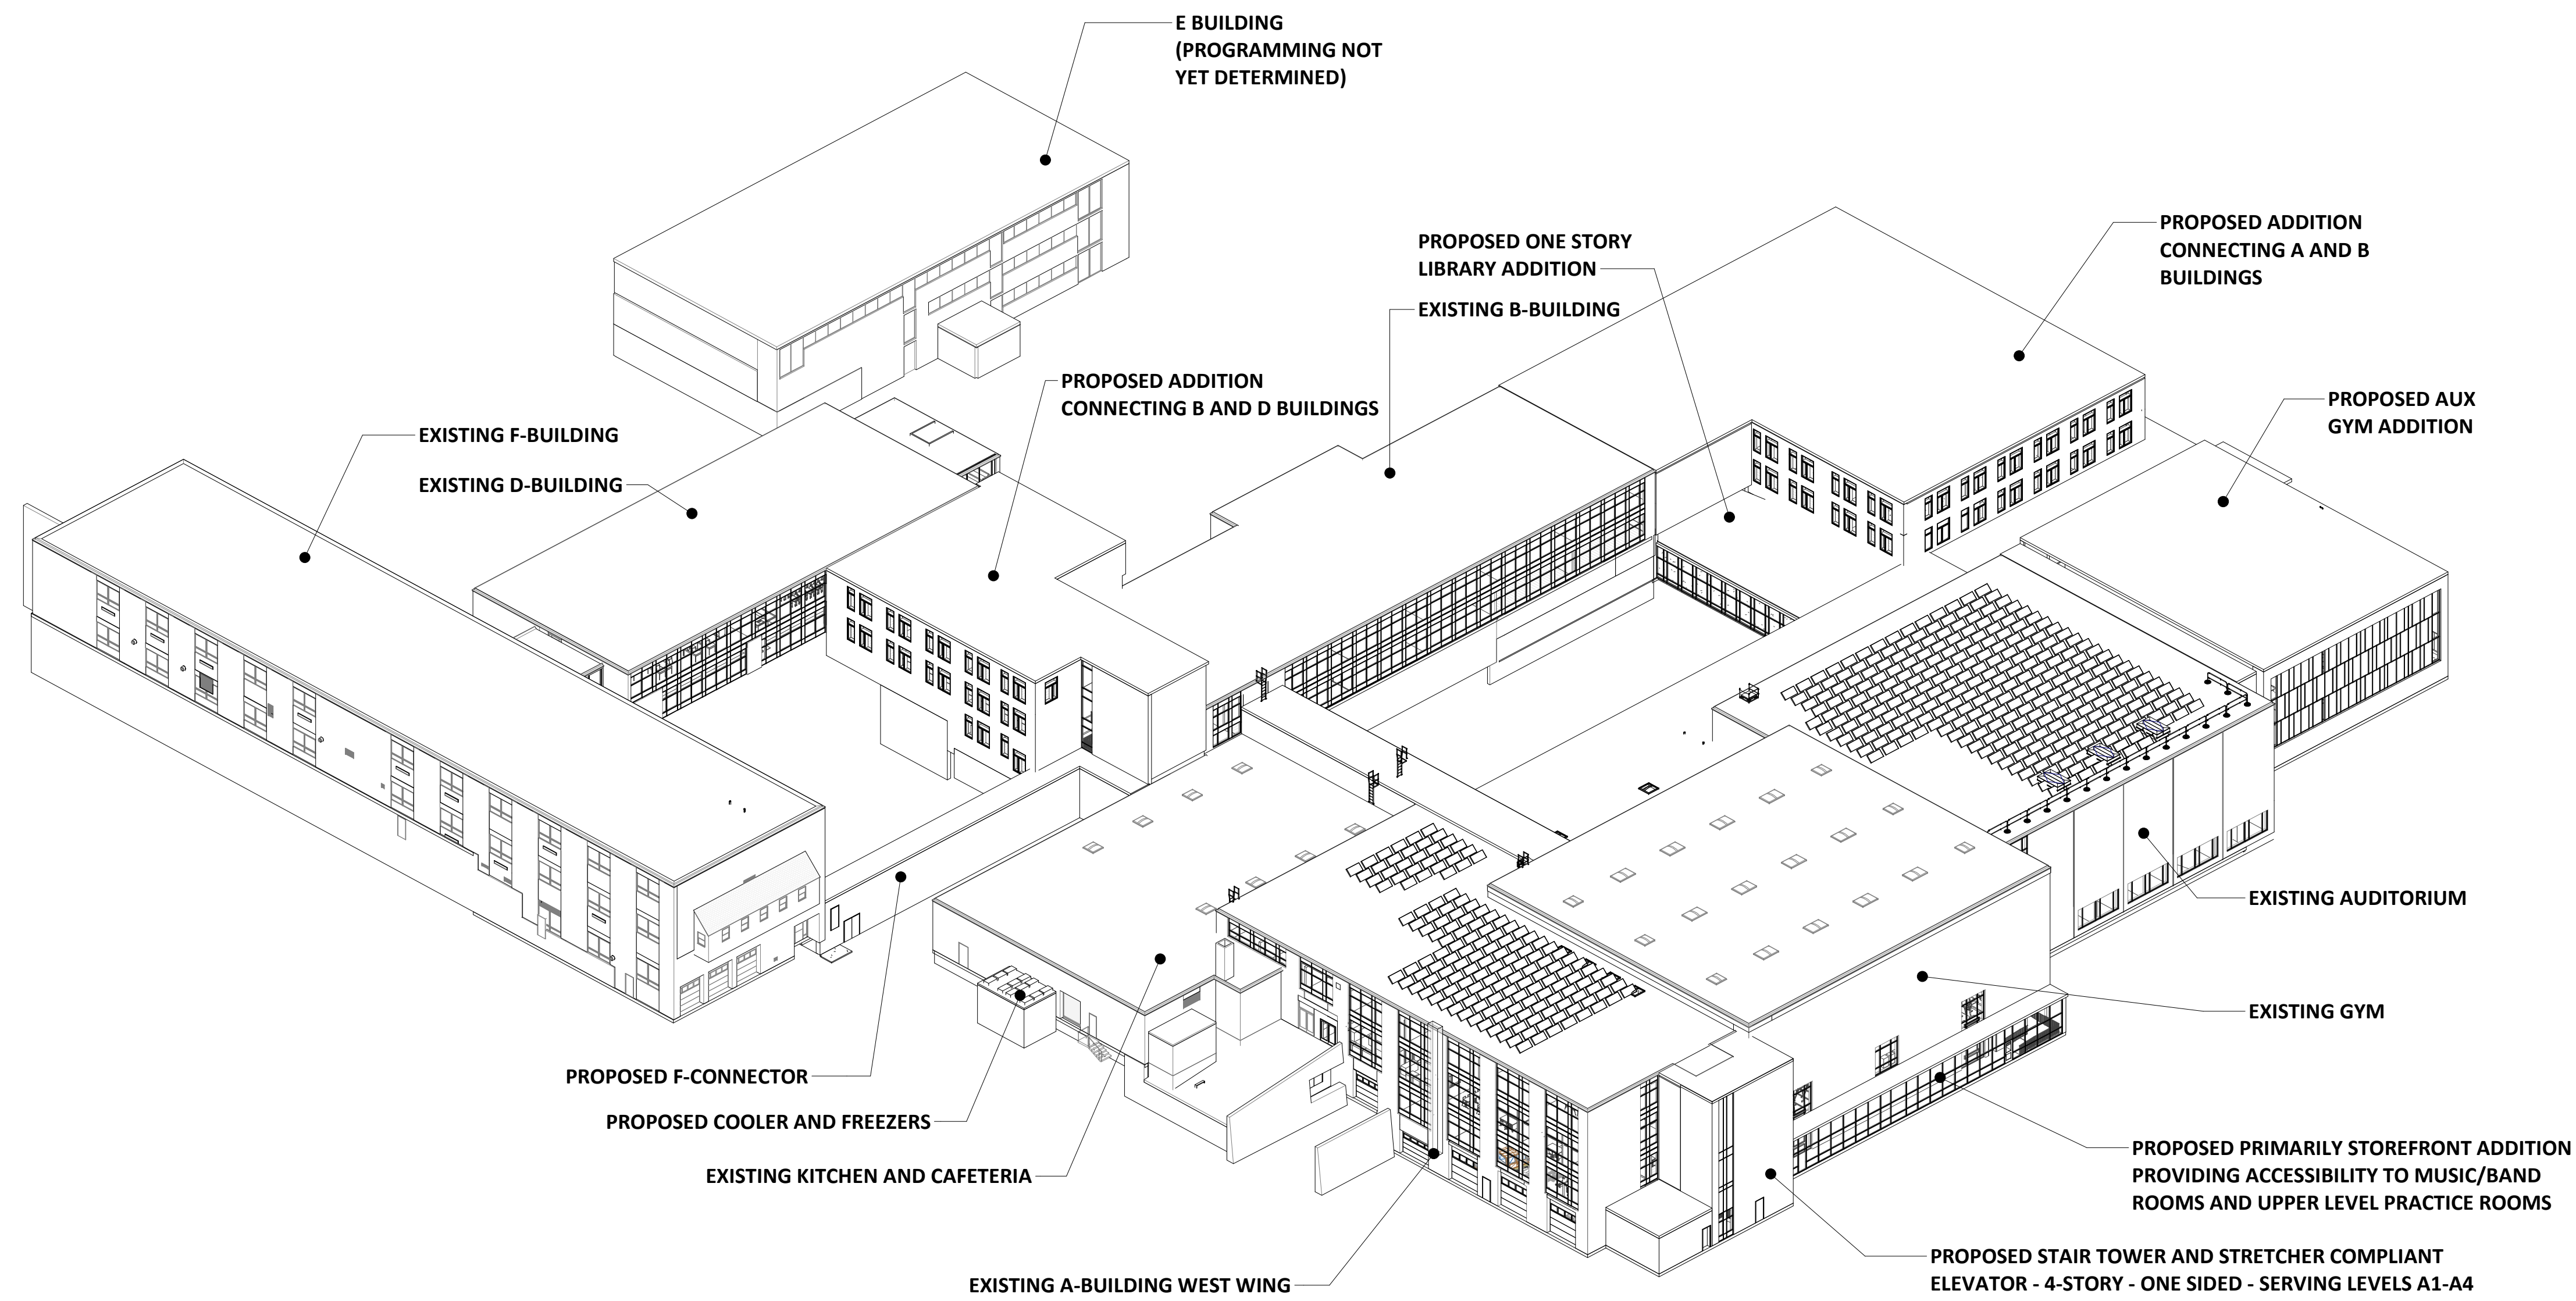 E BUILDING
(PROGRAMMING NOT
YET DETERMINED)
PROPOSED ADDITION
CONNECTING A AND B
BUILDINGS
PROPOSED ONE STORY
LIBRARY ADDITION
EXISTING B-BUILDING
PROPOSED ADDITION
CONNECTING B AND D BUILDINGS
PROPOSED AUX
GYM ADDITION
EXISTING F-BUILDING
EXISTING D-BUILDING
EXISTING AUDITORIUM
EXISTING GYM
PROPOSED F-CONNECTOR
PROPOSED COOLER AND FREEZERS
EXISTING KITCHEN AND CAFETERIA
PROPOSED PRIMARILY STOREFRONT ADDITION
PROVIDING ACCESSIBILITY TO MUSIC/BAND
ROOMS AND UPPER LEVEL PRACTICE ROOMS
EXISTING A-BUILDING WEST WING
PROPOSED STAIR TOWER AND STRETCHER COMPLIANT
ELEVATOR - 4-STORY - ONE SIDED - SERVING LEVELS A1-A4